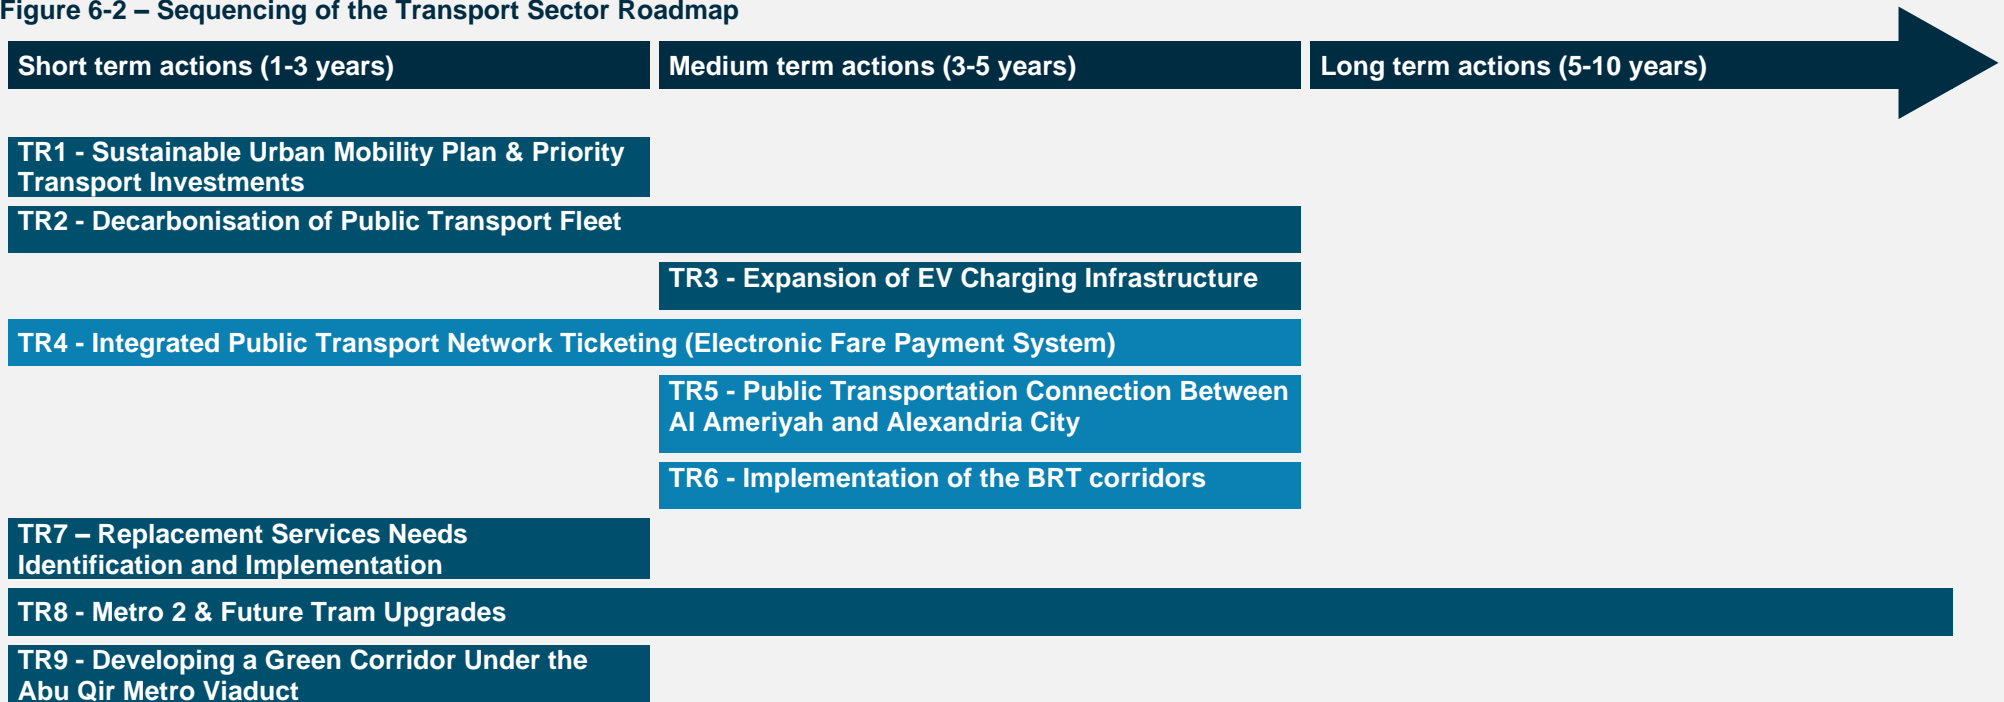 Figure 6-2 – Sequencing of the Transport Sector Roadmap
Short term actions (1-3 years)
Medium term actions (3-5 years)
Long term actions (5-10 years)
TR1 - Sustainable Urban Mobility Plan & Priority
Transport Investments
TR2 - Decarbonisation of Public Transport Fleet
TR3 - Expansion of EV Charging Infrastructure
TR4 - Integrated Public Transport Network Ticketing (Electronic Fare Payment System)
TR5 - Public Transportation Connection Between
Al Ameriyah and Alexandria City
TR6 - Implementation of the BRT corridors
TR7 – Replacement Services Needs
Identification and Implementation
TR8 - Metro 2 & Future Tram Upgrades
TR9 - Developing a Green Corridor Under the
Abu Qir Metro Viaduct